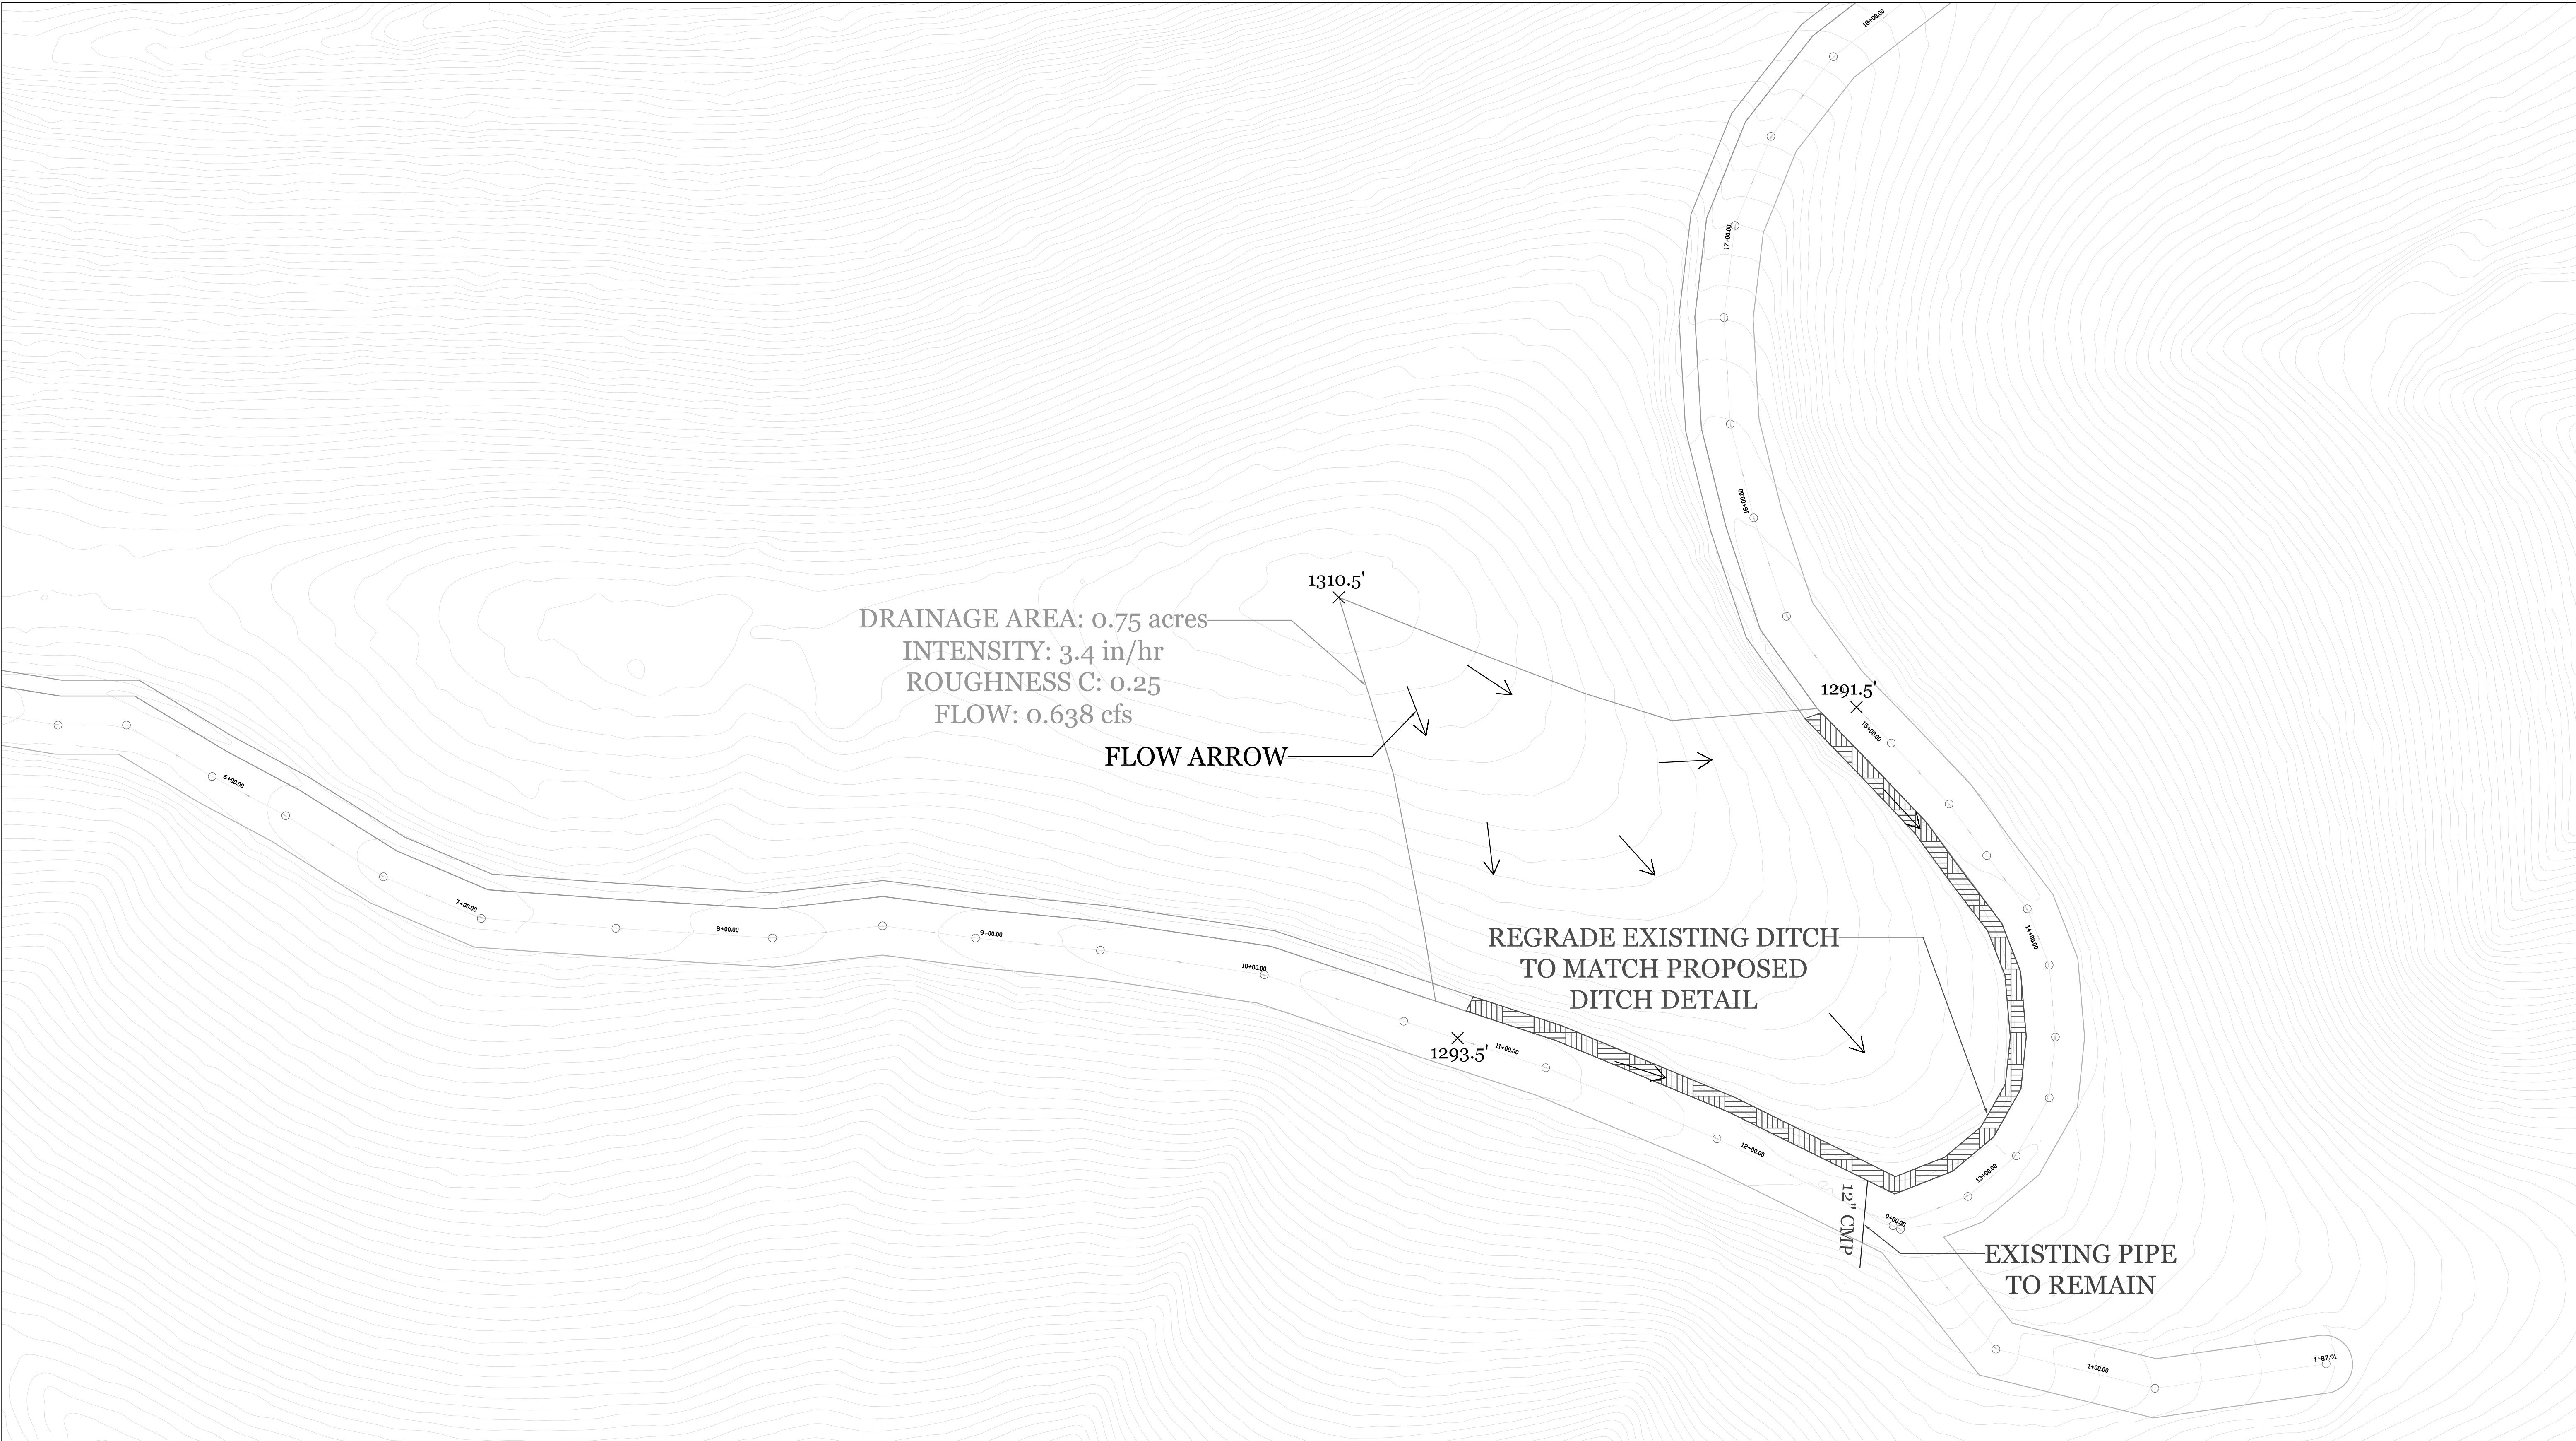 18+00.00
17+00.00
16+00.00
1310.5'
DRAINAGE AREA: 0.75 acres
INTENSITY: 3.4 in/hr
ROUGHNESS C: 0.25
FLOW: 0.638 cfs
FLOW ARROW
1291.5'
15+00.00
6+00.00
7+00.00
8+00.00
9+00.00
10+00.00
REGRADE EXISTING DITCH
TO MATCH PROPOSED
DITCH DETAIL
14+00.00
1293.5'
11+00.00
12+00.00
13+00.00
12" CMP
0+00.00
EXISTING PIPE
TO REMAIN
1+00.00
1+87.91